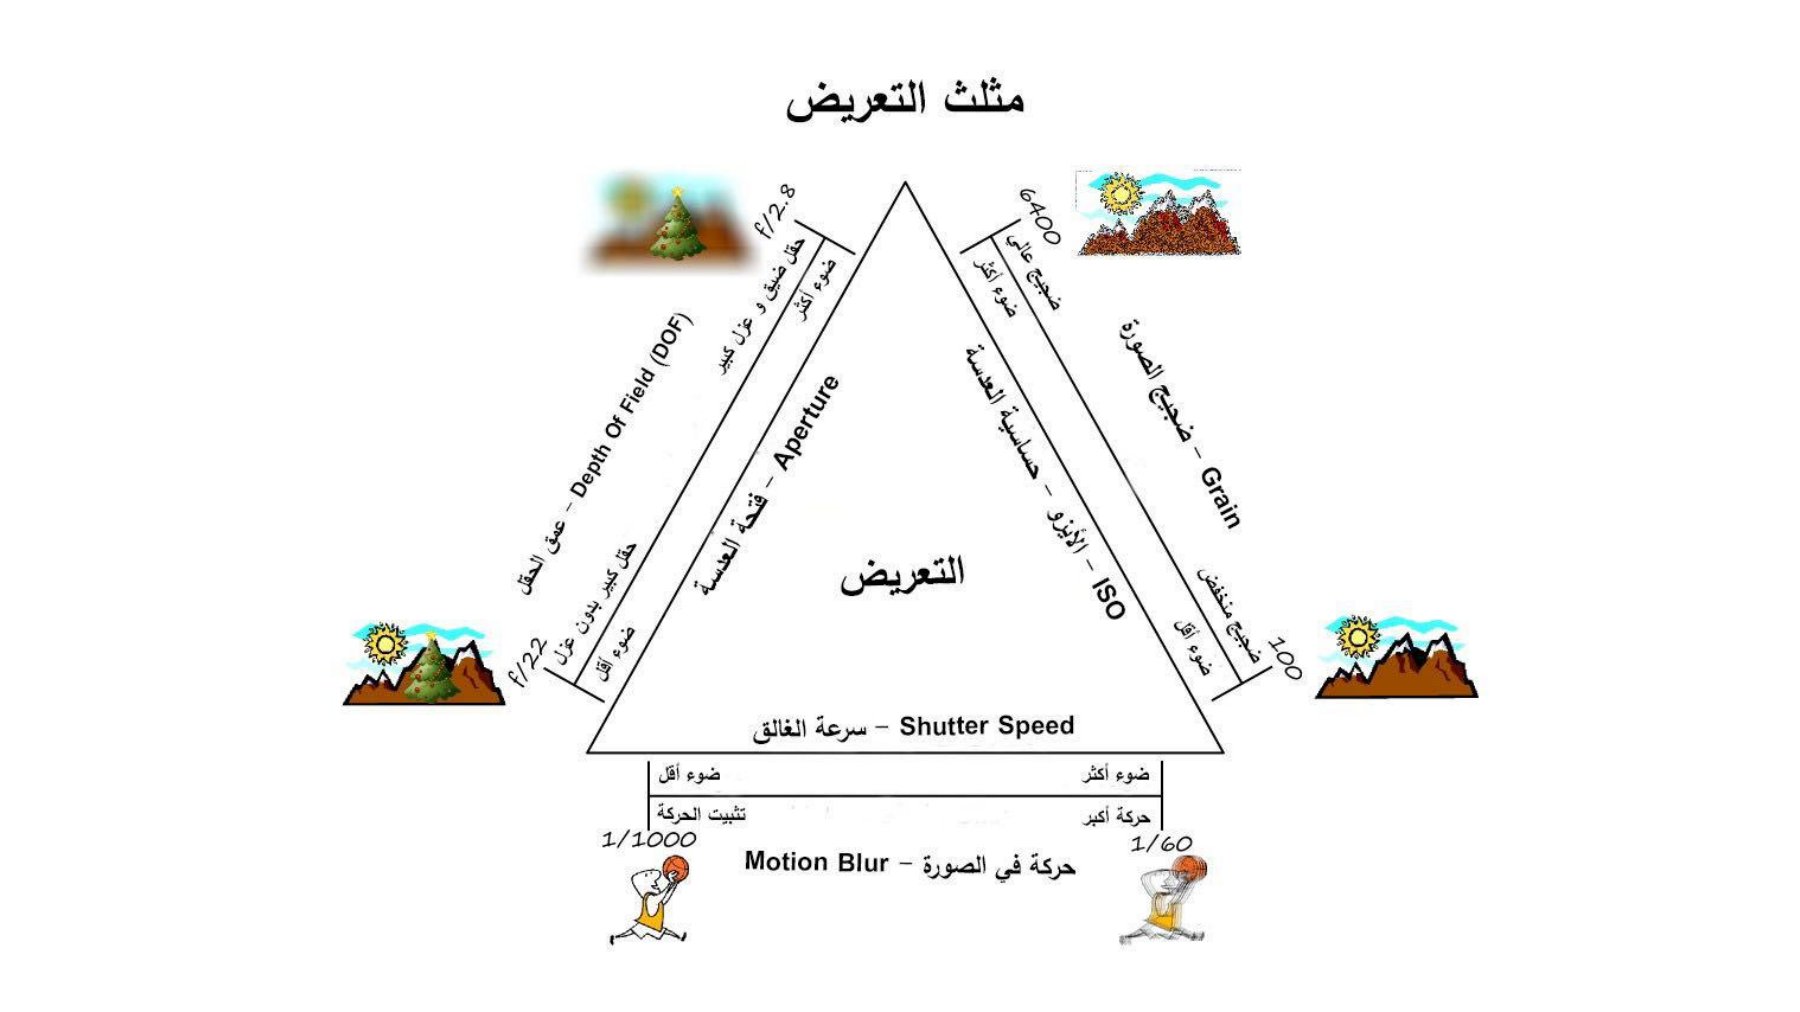 مثلث التعريض
f/2.8
حقل ضيق و عزل كبير
ضوء أكثر
عمق الحقل – Depth Of Field (DOF)
فتحة العدسة – Aperture
حقل كبير بدون عزل
ضوء أقل
f/22
6400
ضجيج عالي
ضوء أكثر
ضجيج الصورة – Grain
حساسية العدسة – الأيزو – ISO
ضجيج منخفض
ضوء أقل
100
التعريض
سرعة الغالق – Shutter Speed
ضوء أقل
ضوء أكثر
تثبيت الحركة
حركة أكبر
1/1000
1/60
Motion Blur – حركة في الصورة